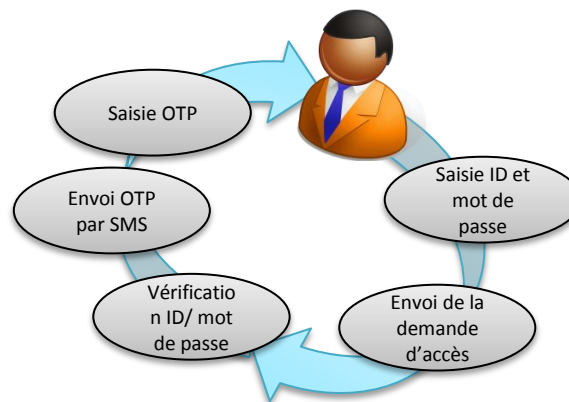 Saisie OTP
Envoi OTP
par SMS
Vérificatio
n ID/ mot
de passe
Saisie ID et
mot de
passe
Envoi de la
demande
d'accès